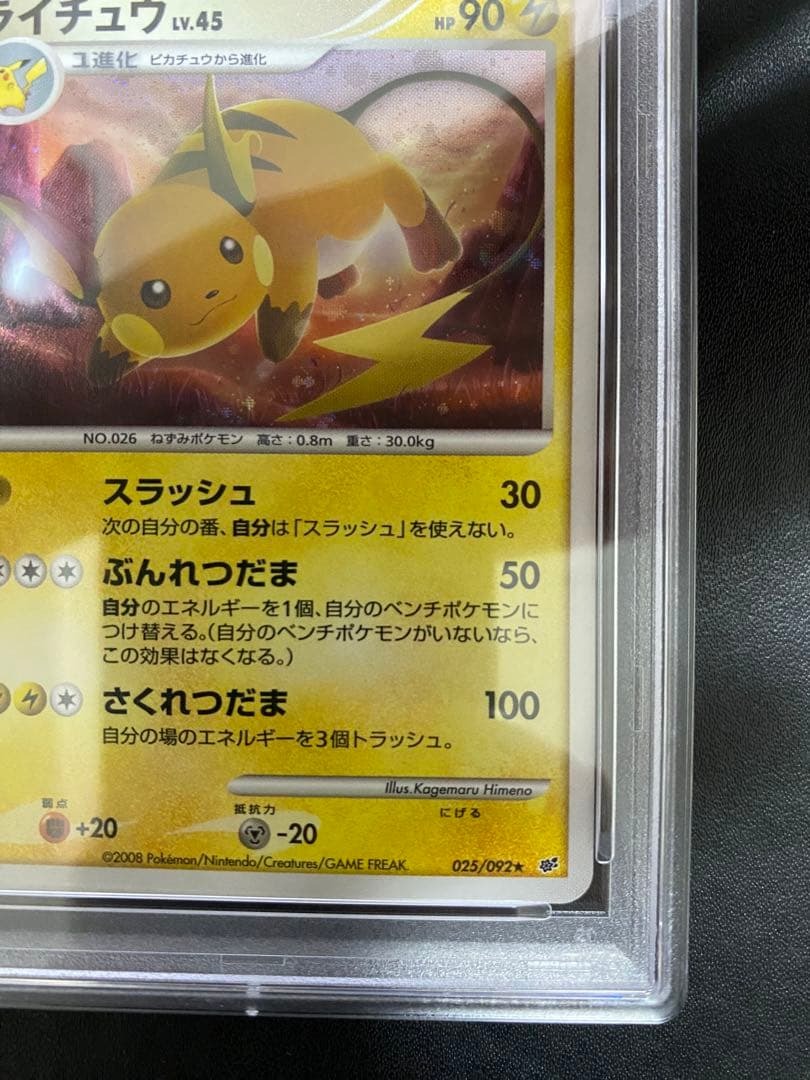 ライチュウ LV.45 HP 90
1進化 ピカチュウから進化
NO.026 ねずみポケモン 高さ:0.8m 重さ:30.0kg
スラッシュ 30
次の自分の番、自分は「スラッシュ」を使えない。
ぶんれつだま 50
自分のエネルギーを1個、自分のベンチポケモンに
つけ替える。(自分のベンチポケモンがいないなら、
この効果はなくなる。)
さくれつだま 100
自分の場のエネルギーを3個トラッシュ。
Illus.Kagemaru Himeno
弱点 +20 抵抗力 -20 にげる
©2008 Pokémon/Nintendo/Creatures/GAME FREAK. 025/092★